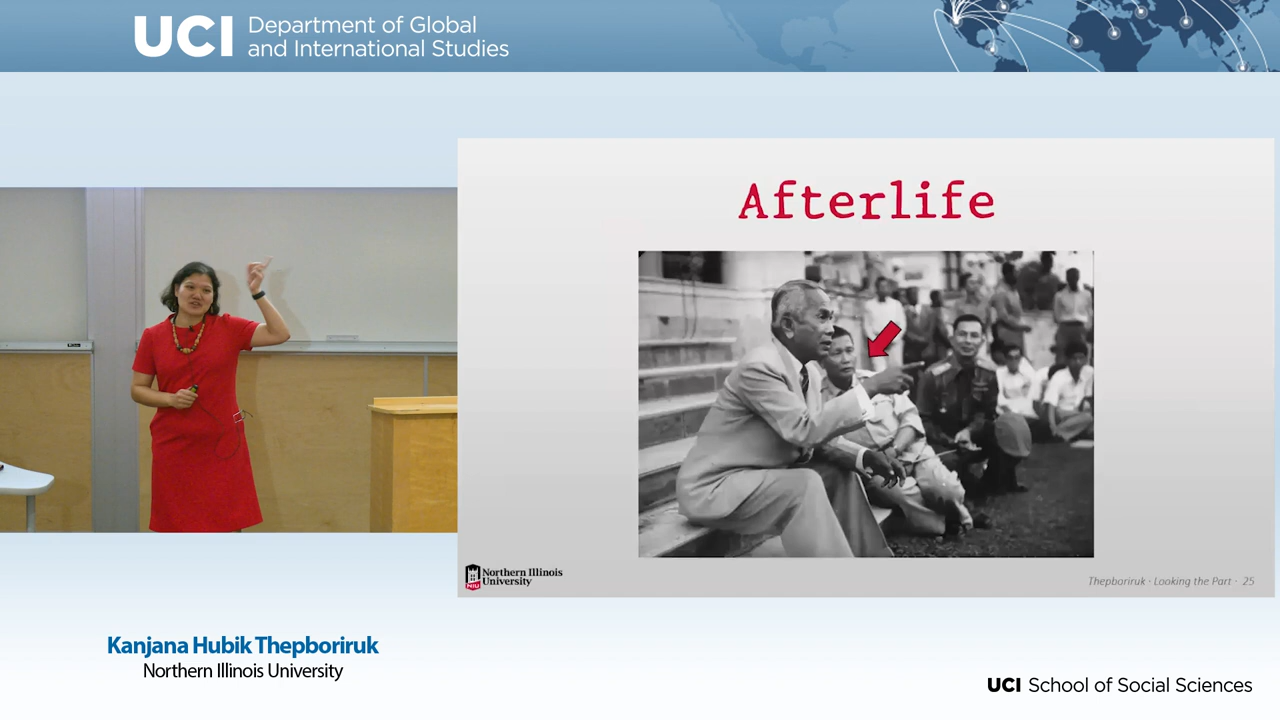 UCI Department of Global
and International Studies
Afterlife
NIU
Northern Illinois
University
Thepboriruk - Looking the Part - 25
Kanjana Hubik Thepboriruk
Northern Illinois University
UCI School of Social Sciences